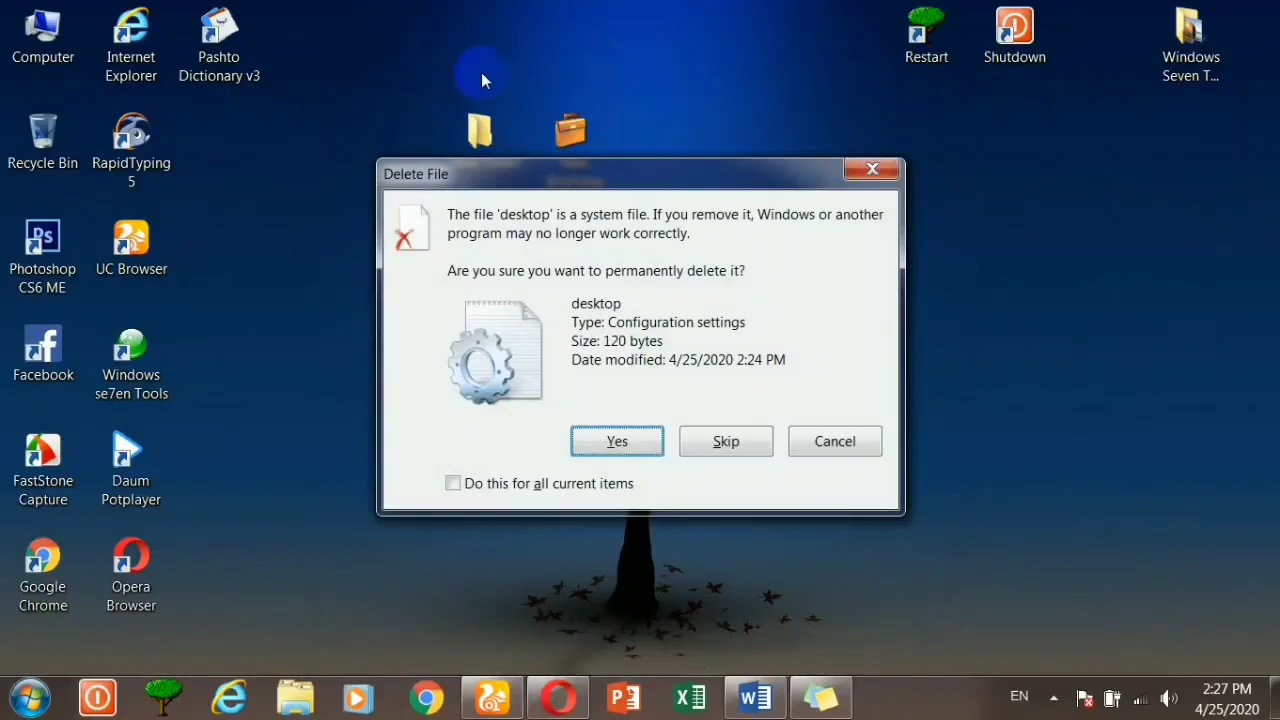 Computer
Internet
Explorer
Pashto
Dictionary v3
Restart
Shutdown
Windows
Seven T...
Recycle Bin
RapidTyping
5
Ps
Photoshop
CS6 ME
UC Browser
Facebook
Windows
se7en Tools
FastStone
Capture
Daum
Potplayer
Google
Chrome
Opera
Browser
Delete File
The file 'desktop' is a system file. If you remove it, Windows or another
program may no longer work correctly.
Are you sure you want to permanently delete it?
desktop
Type: Configuration settings
Size: 120 bytes
Date modified: 4/25/2020 2:24 PM
Yes
Skip
Cancel
Do this for all current items
EN
2:27 PM
4/25/2020